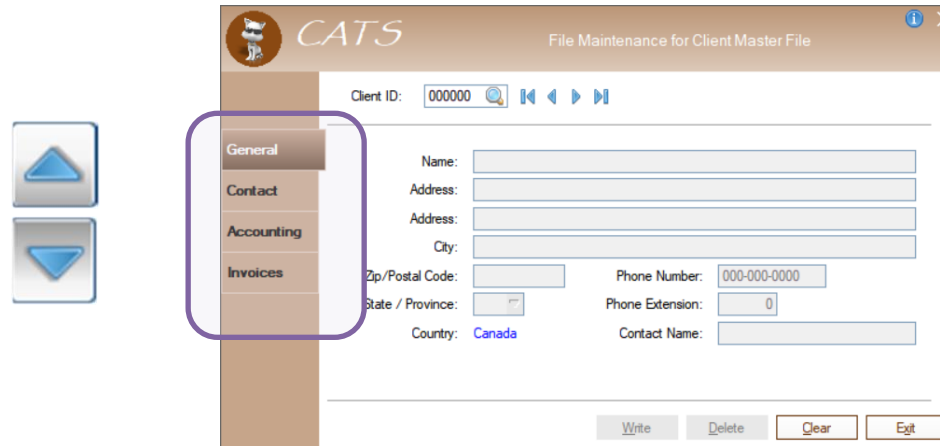 CATS
File Maintenance for Client Master File
Client ID: 000000
General
Contact
Accounting
Invoices
Name:
Address:
Address:
City:
Zip/Postal Code:
Phone Number: 000-000-0000
State / Province:
Phone Extension: 0
Country: Canada
Contact Name:
Write Delete Clear Exit